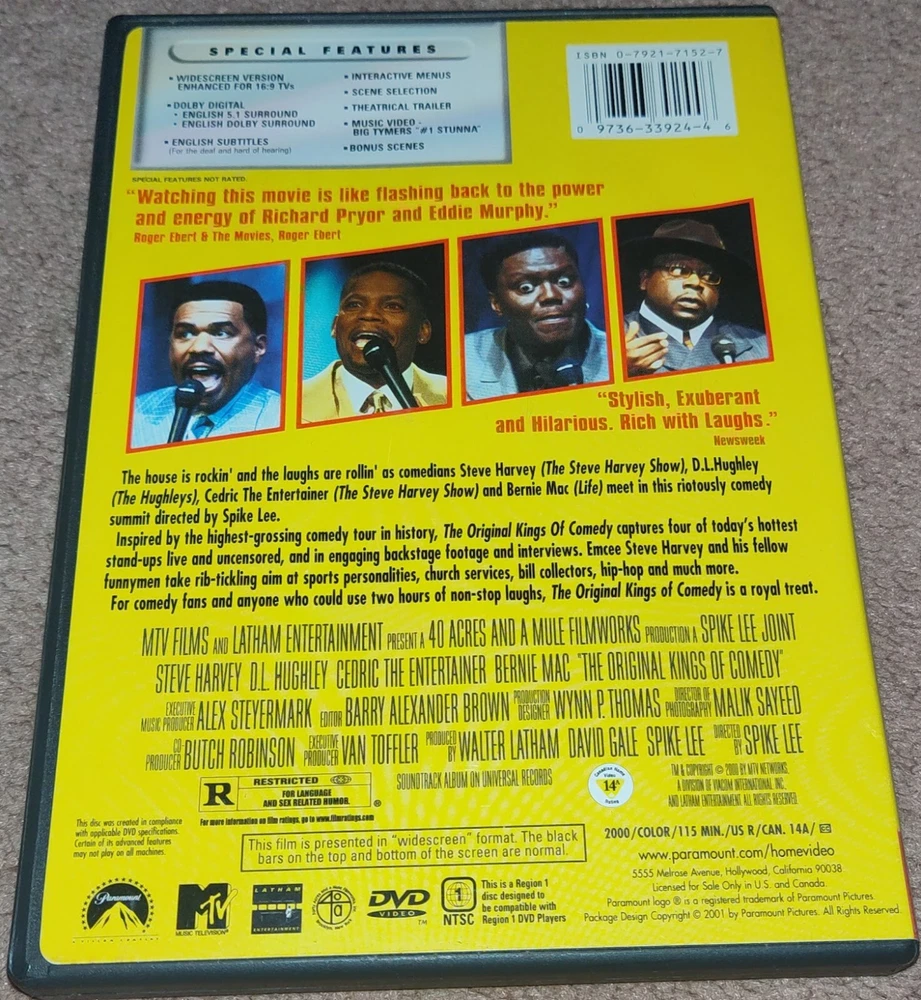 SPECIAL FEATURES
• WIDESCREEN VERSION
ENHANCED FOR 16:9 TVs
• DOLBY DIGITAL
• ENGLISH 5.1 SURROUND
• ENGLISH DOLBY SURROUND
• ENGLISH SUBTITLES
(For the deaf and hard of hearing)
• INTERACTIVE MENUS
• SCENE SELECTION
• THEATRICAL TRAILER
• MUSIC VIDEO -
BIG TYMERS "#1 STUNNA"
• BONUS SCENES
ISBN 0-7921-7152-7
0 9736-33924-4 6
SPECIAL FEATURES NOT RATED.
"Watching this movie is like flashing back to the power
and energy of Richard Pryor and Eddie Murphy."
Roger Ebert & The Movies, Roger Ebert
"Stylish, Exuberant
and Hilarious. Rich with Laughs."
Newsweek
The house is rockin' and the laughs are rollin' as comedians Steve Harvey (The Steve Harvey Show), D.L.Hughley
(The Hughleys), Cedric The Entertainer (The Steve Harvey Show) and Bernie Mac (Life) meet in this riotously comedy
summit directed by Spike Lee.
Inspired by the highest-grossing comedy tour in history, The Original Kings Of Comedy captures four of today's hottest
stand-ups live and uncensored, and in engaging backstage footage and interviews. Emcee Steve Harvey and his fellow
funnymen take rib-tickling aim at sports personalities, church services, bill collectors, hip-hop and much more.
For comedy fans and anyone who could use two hours of non-stop laughs, The Original Kings of Comedy is a royal treat.
MTV FILMS AND LATHAM ENTERTAINMENT PRESENT A 40 ACRES AND A MULE FILMWORKS PRODUCTION A SPIKE LEE JOINT
STEVE HARVEY D.L. HUGHLEY CEDRIC THE ENTERTAINER BERNIE MAC "THE ORIGINAL KINGS OF COMEDY"
EXECUTIVE MUSIC PRODUCER ALEX STEYERMARK EDITOR BARRY ALEXANDER BROWN PRODUCTION DESIGNER WYNN P. THOMAS DIRECTOR OF PHOTOGRAPHY MALIK SAYEED
CO PRODUCER BUTCH ROBINSON EXECUTIVE PRODUCER VAN TOFFLER PRODUCED BY WALTER LATHAM DAVID GALE SPIKE LEE DIRECTED BY SPIKE LEE
R
RESTRICTED
FOR LANGUAGE
AND SEX RELATED HUMOR.
®
For more information on film ratings, go to www.filmratings.com
SOUNDTRACK ALBUM ON UNIVERSAL RECORDS
Canadian Home
Video
14A
TM & COPYRIGHT © 2000 BY MTV NETWORKS.
A DIVISION OF VIACOM INTERNATIONAL INC.
AND LATHAM ENTERTAINMENT ALL RIGHTS RESERVED
This disc was created in compliance
with applicable DVD specifications.
Certain of its advanced features
may not play on all machines.
This film is presented in "widescreen" format. The black
bars on the top and bottom of the screen are normal.
2000/COLOR/115 MIN./US R/CAN. 14A/
www.paramount.com/homevideo
5555 Melrose Avenue, Hollywood, California 90038
Licensed for Sale Only in U.S. and Canada.
Paramount logo ® is a registered trademark of Paramount Pictures
Package Design Copyright © 2001 by Paramount Pictures. All Rights Reserved.
Paramount
MTV
MUSIC TELEVISION
LATHAM
ENTERTAINMENT
DVD
VIDEO
TM
1
NTSC
This is a Region 1
disc designed to
be compatible with
Region 1 DVD Players